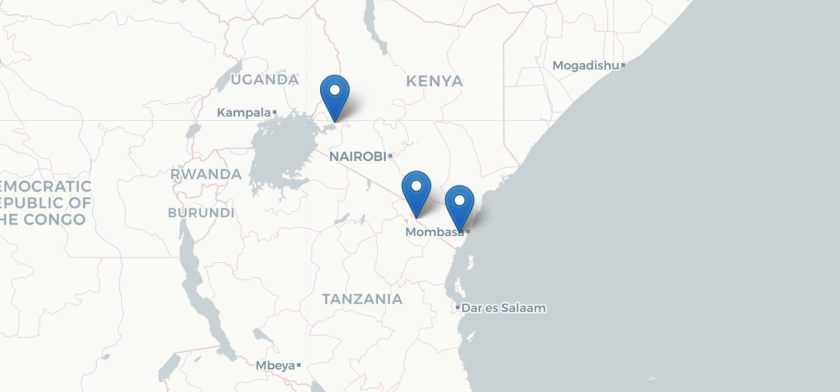 Mogadishu
UGANDA
KENYA
Kampala
NAIROBI
RWANDA
EMOCRATIC
EPUBLIC OF
HE CONGO
BURUNDI
Mombasa
TANZANIA
Dar es Salaam
Mbeya